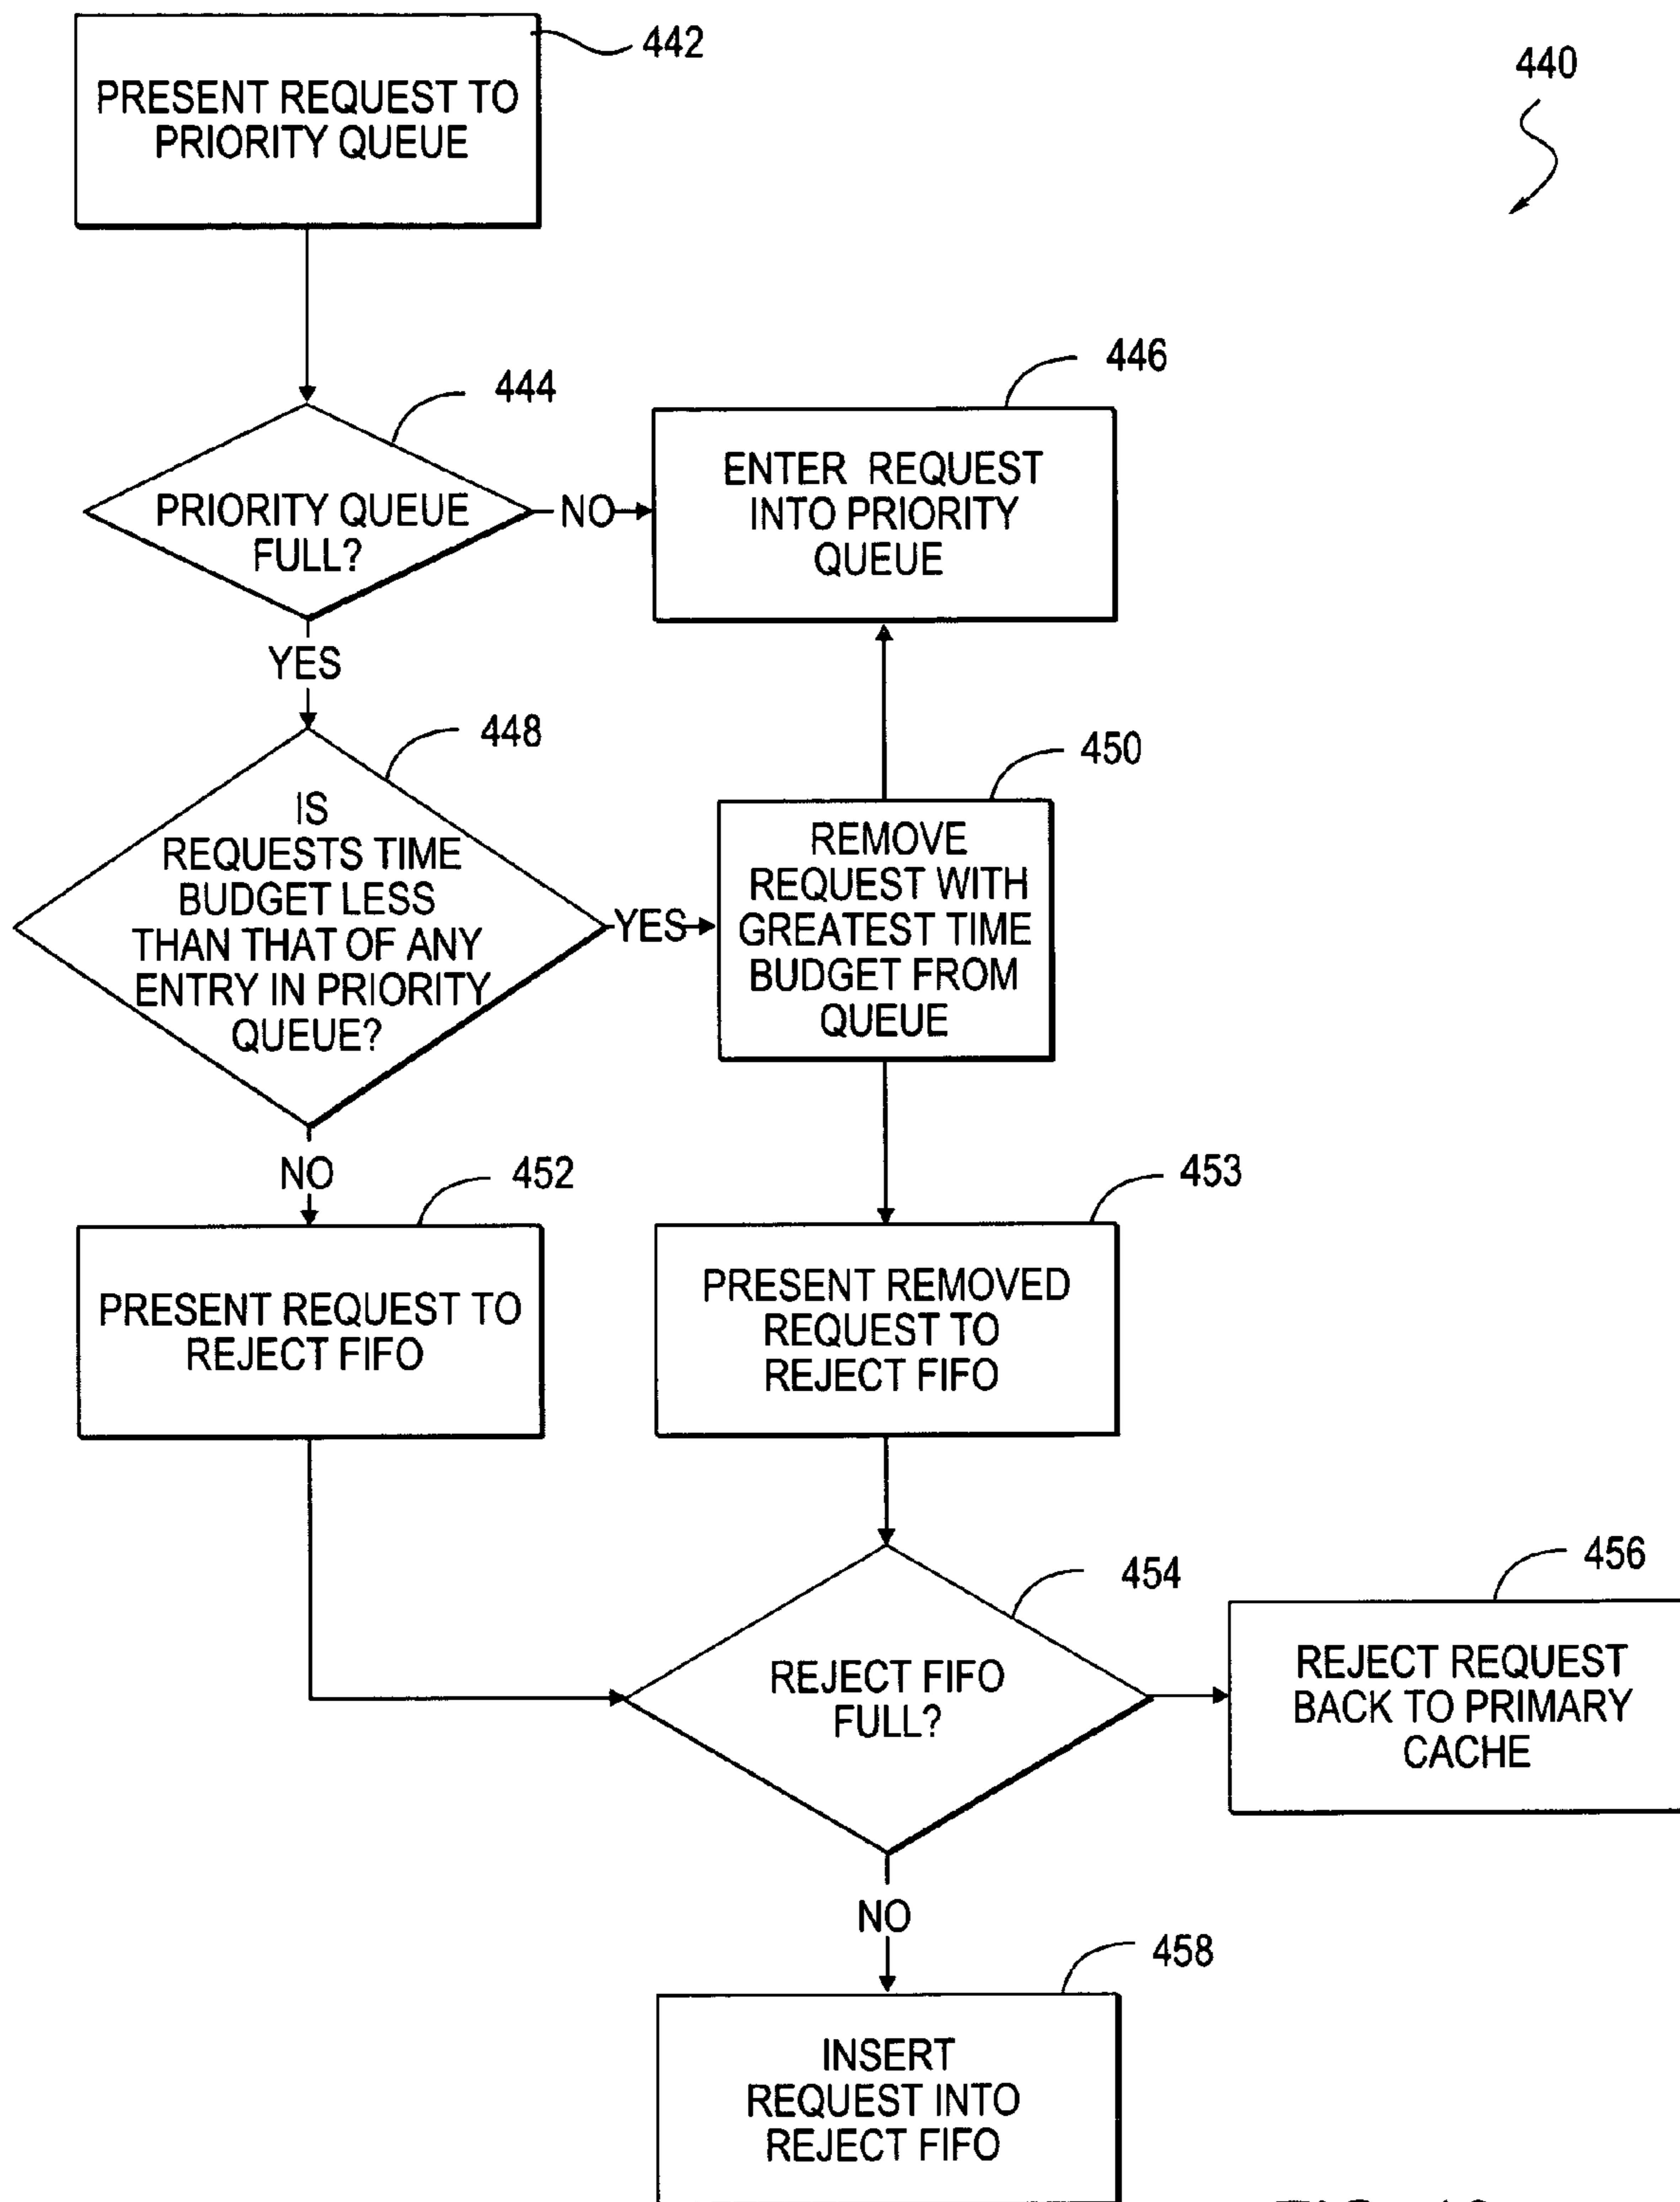 442
PRESENT REQUEST TO
PRIORITY QUEUE
440
444
PRIORITY QUEUE
FULL?
NO
446
ENTER REQUEST
INTO PRIORITY
QUEUE
YES
448
IS
REQUESTS TIME
BUDGET LESS
THAN THAT OF ANY
ENTRY IN PRIORITY
QUEUE?
YES
450
REMOVE
REQUEST WITH
GREATEST TIME
BUDGET FROM
QUEUE
NO
452
PRESENT REQUEST TO
REJECT FIFO
453
PRESENT REMOVED
REQUEST TO
REJECT FIFO
454
REJECT FIFO
FULL?
456
REJECT REQUEST
BACK TO PRIMARY
CACHE
NO
458
INSERT
REQUEST INTO
REJECT FIFO